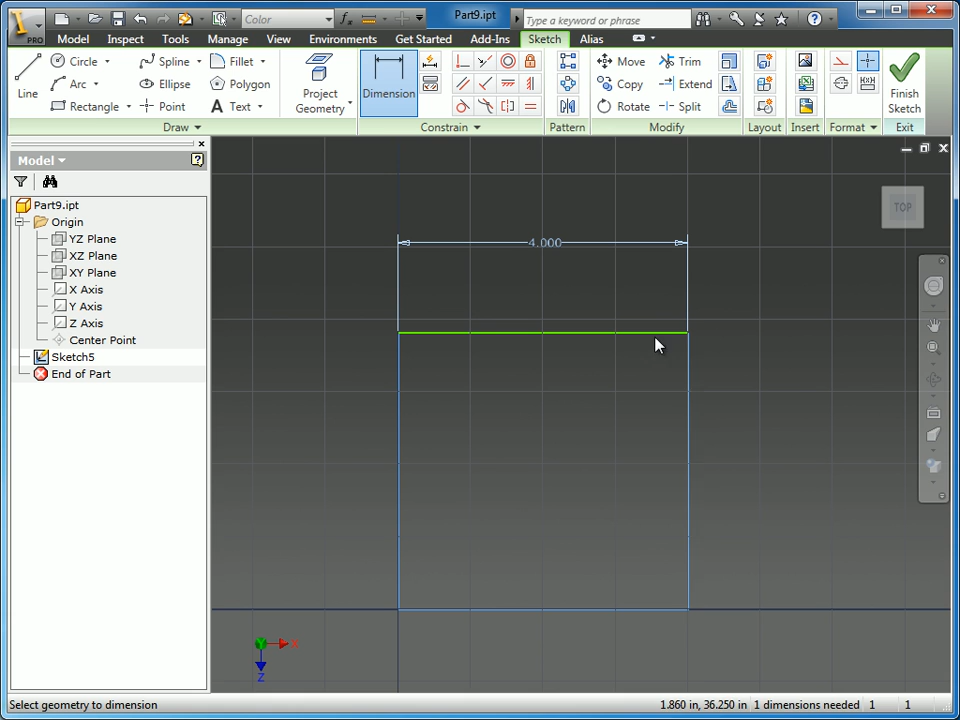 PRO
Color
Part9.ipt
Type a keyword or phrase
Model Inspect Tools View Manage Environments Get Started Add-Ins Sketch Alias
Line
Circle
Arc
Rectangle
Spline
Ellipse
Point
Fillet
Polygon
Text
Project
Geometry
Dimension
Move
Copy
Rotate
Trim
Extend
Split
Finish
Sketch
Draw
Constrain
Pattern
Modify
Layout
Insert
Format
Exit
Model
Part9.ipt
Origin
YZ Plane
XZ Plane
XY Plane
X Axis
Y Axis
Z Axis
Center Point
Sketch5
End of Part
TOP
4.000
X
Z
Select geometry to dimension
1.860 in, 36.250 in 1 dimensions needed 1 1